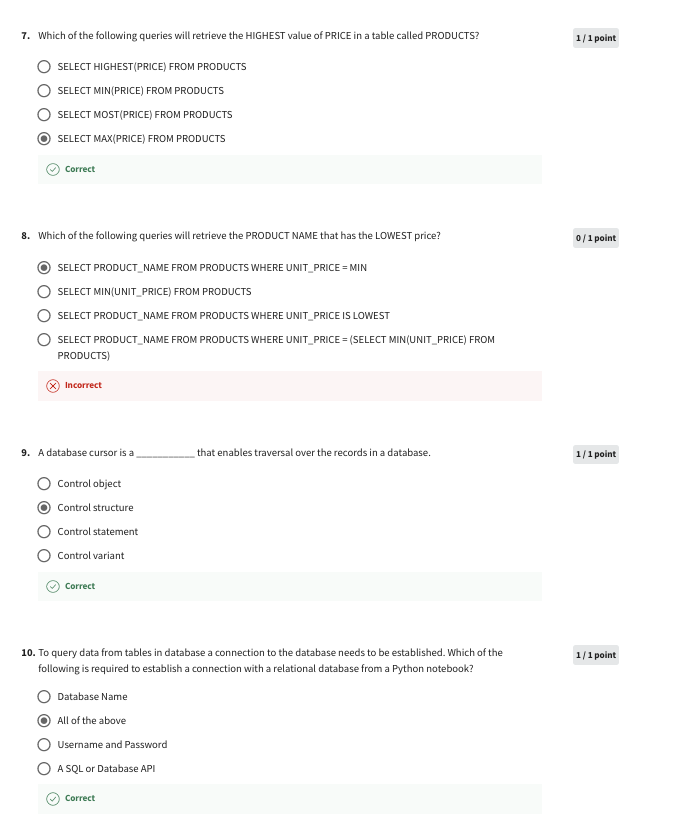 7. Which of the following queries will retrieve the HIGHEST value of PRICE in a table called PRODUCTS?
1 / 1 point
SELECT HIGHEST(PRICE) FROM PRODUCTS
SELECT MIN(PRICE) FROM PRODUCTS
SELECT MOST(PRICE) FROM PRODUCTS
SELECT MAX(PRICE) FROM PRODUCTS
Correct
8. Which of the following queries will retrieve the PRODUCT NAME that has the LOWEST price?
0 / 1 point
SELECT PRODUCT_NAME FROM PRODUCTS WHERE UNIT_PRICE = MIN
SELECT MIN(UNIT_PRICE) FROM PRODUCTS
SELECT PRODUCT_NAME FROM PRODUCTS WHERE UNIT_PRICE IS LOWEST
SELECT PRODUCT_NAME FROM PRODUCTS WHERE UNIT_PRICE = (SELECT MIN(UNIT_PRICE) FROM
PRODUCTS)
Incorrect
9. A database cursor is a ___________ that enables traversal over the records in a database.
1 / 1 point
Control object
Control structure
Control statement
Control variant
Correct
10. To query data from tables in database a connection to the database needs to be established. Which of the
1 / 1 point
following is required to establish a connection with a relational database from a Python notebook?
Database Name
All of the above
Username and Password
A SQL or Database API
Correct